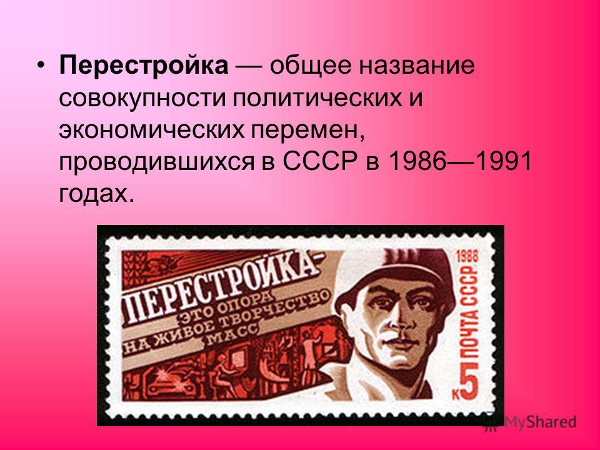 • Перестройка — общее название
совокупности политических и
экономических перемен,
проводившихся в СССР в 1986—1991
годах.
ПЕРЕСТРОЙКА-
ЭТО ОПОРА
НА ЖИВОЕ ТВОРЧЕСТВО
МАСС
1988
ПОЧТА СССР
к5
MyShared